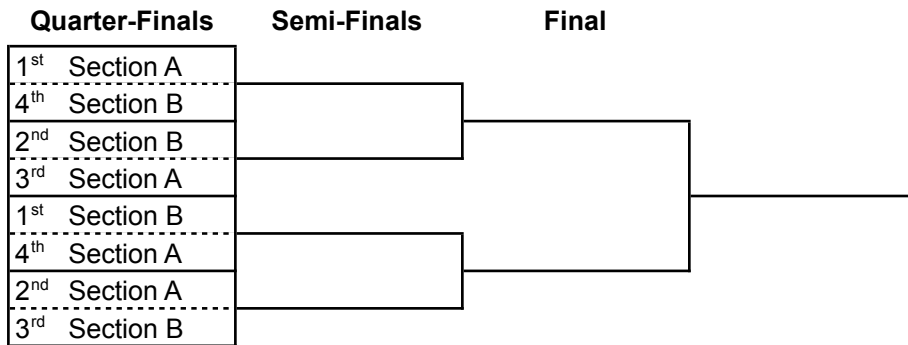 Quarter-Finals Semi-Finals Final
1st Section A
4th Section B
2nd Section B
3rd Section A
1st Section B
4th Section A
2nd Section A
3rd Section B